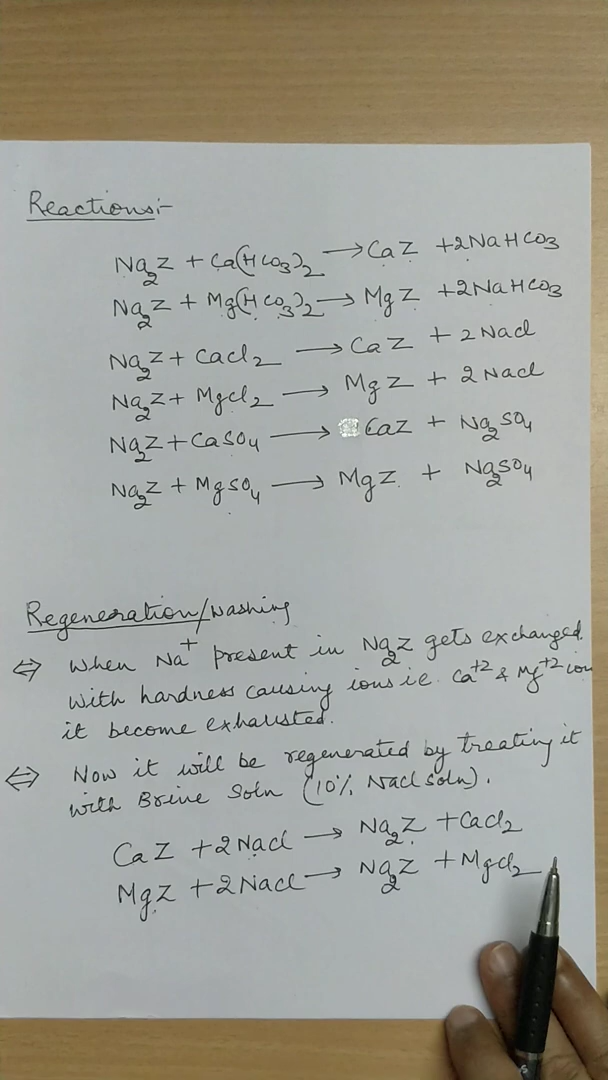 Reactions:-
Na2Z + Ca(HCO3)2 → CaZ + 2NaHCO3
Na2Z + Mg(HCO3)2 → MgZ + 2NaHCO3
Na2Z + CaCl2 → CaZ + 2NaCl
Na2Z + MgCl2 → MgZ + 2NaCl
Na2Z + CaSO4 → CaZ + Na2SO4
Na2Z + MgSO4 → MgZ + Na2SO4
Regeneration/Washing
⇔ When Na+ present in Na2Z gets exchanged
with hardness causing ions i.e. Ca+2 & Mg+2 ion
it become exhausted.
⇔ Now it will be regenerated by treating it
with Brine Soln (10% NaCl soln).
CaZ + 2NaCl → Na2Z + CaCl2
MgZ + 2NaCl → Na2Z + MgCl2